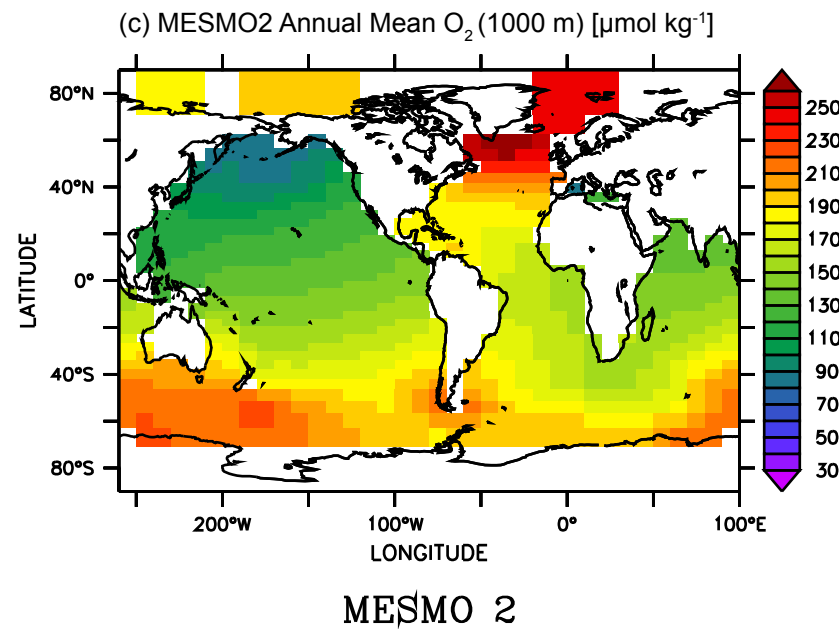 (c) MESMO2 Annual Mean O₂ (1000 m) [µmol kg⁻¹]
80°N
40°N
0°
40°S
80°S
LATITUDE
200°W 100°W 0° 100°E
LONGITUDE
250
230
210
190
170
150
130
110
90
70
50
30
MESMO 2